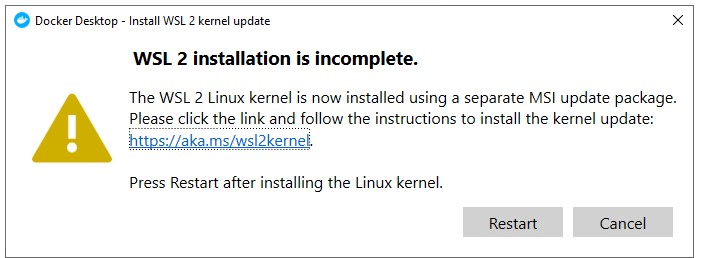 Docker Desktop - Install WSL 2 kernel update
WSL 2 installation is incomplete.
The WSL 2 Linux kernel is now installed using a separate MSI update package.
Please click the link and follow the instructions to install the kernel update:
https://aka.ms/wsl2kernel.
Press Restart after installing the Linux kernel.
Restart Cancel